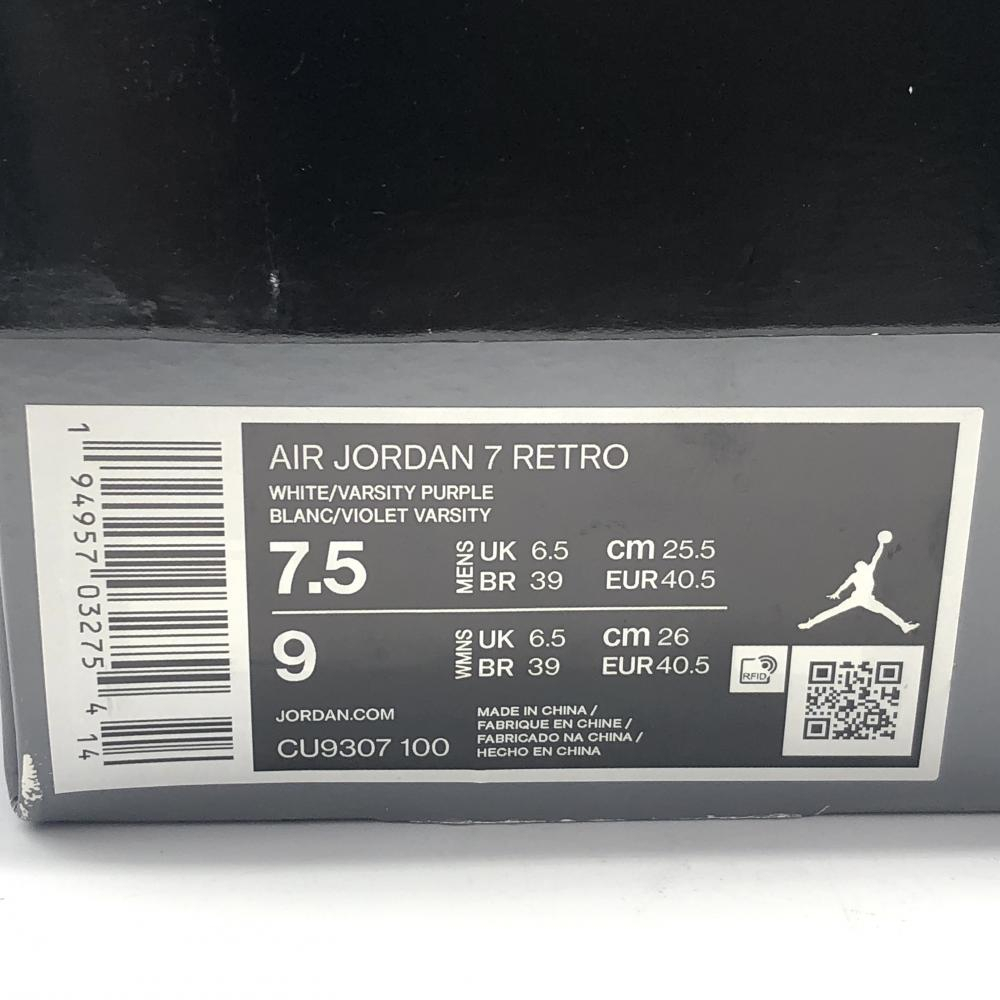 1 94957 03275 4 14
AIR JORDAN 7 RETRO
WHITE/VARSITY PURPLE
BLANC/VIOLET VARSITY
7.5 MENS UK 6.5 cm 25.5
BR 39 EUR 40.5
9 WMNS UK 6.5 cm 26
BR 39 EUR 40.5
RFID
JORDAN.COM
CU9307 100
MADE IN CHINA /
FABRIQUE EN CHINE /
FABRICADO NA CHINA /
HECHO EN CHINA